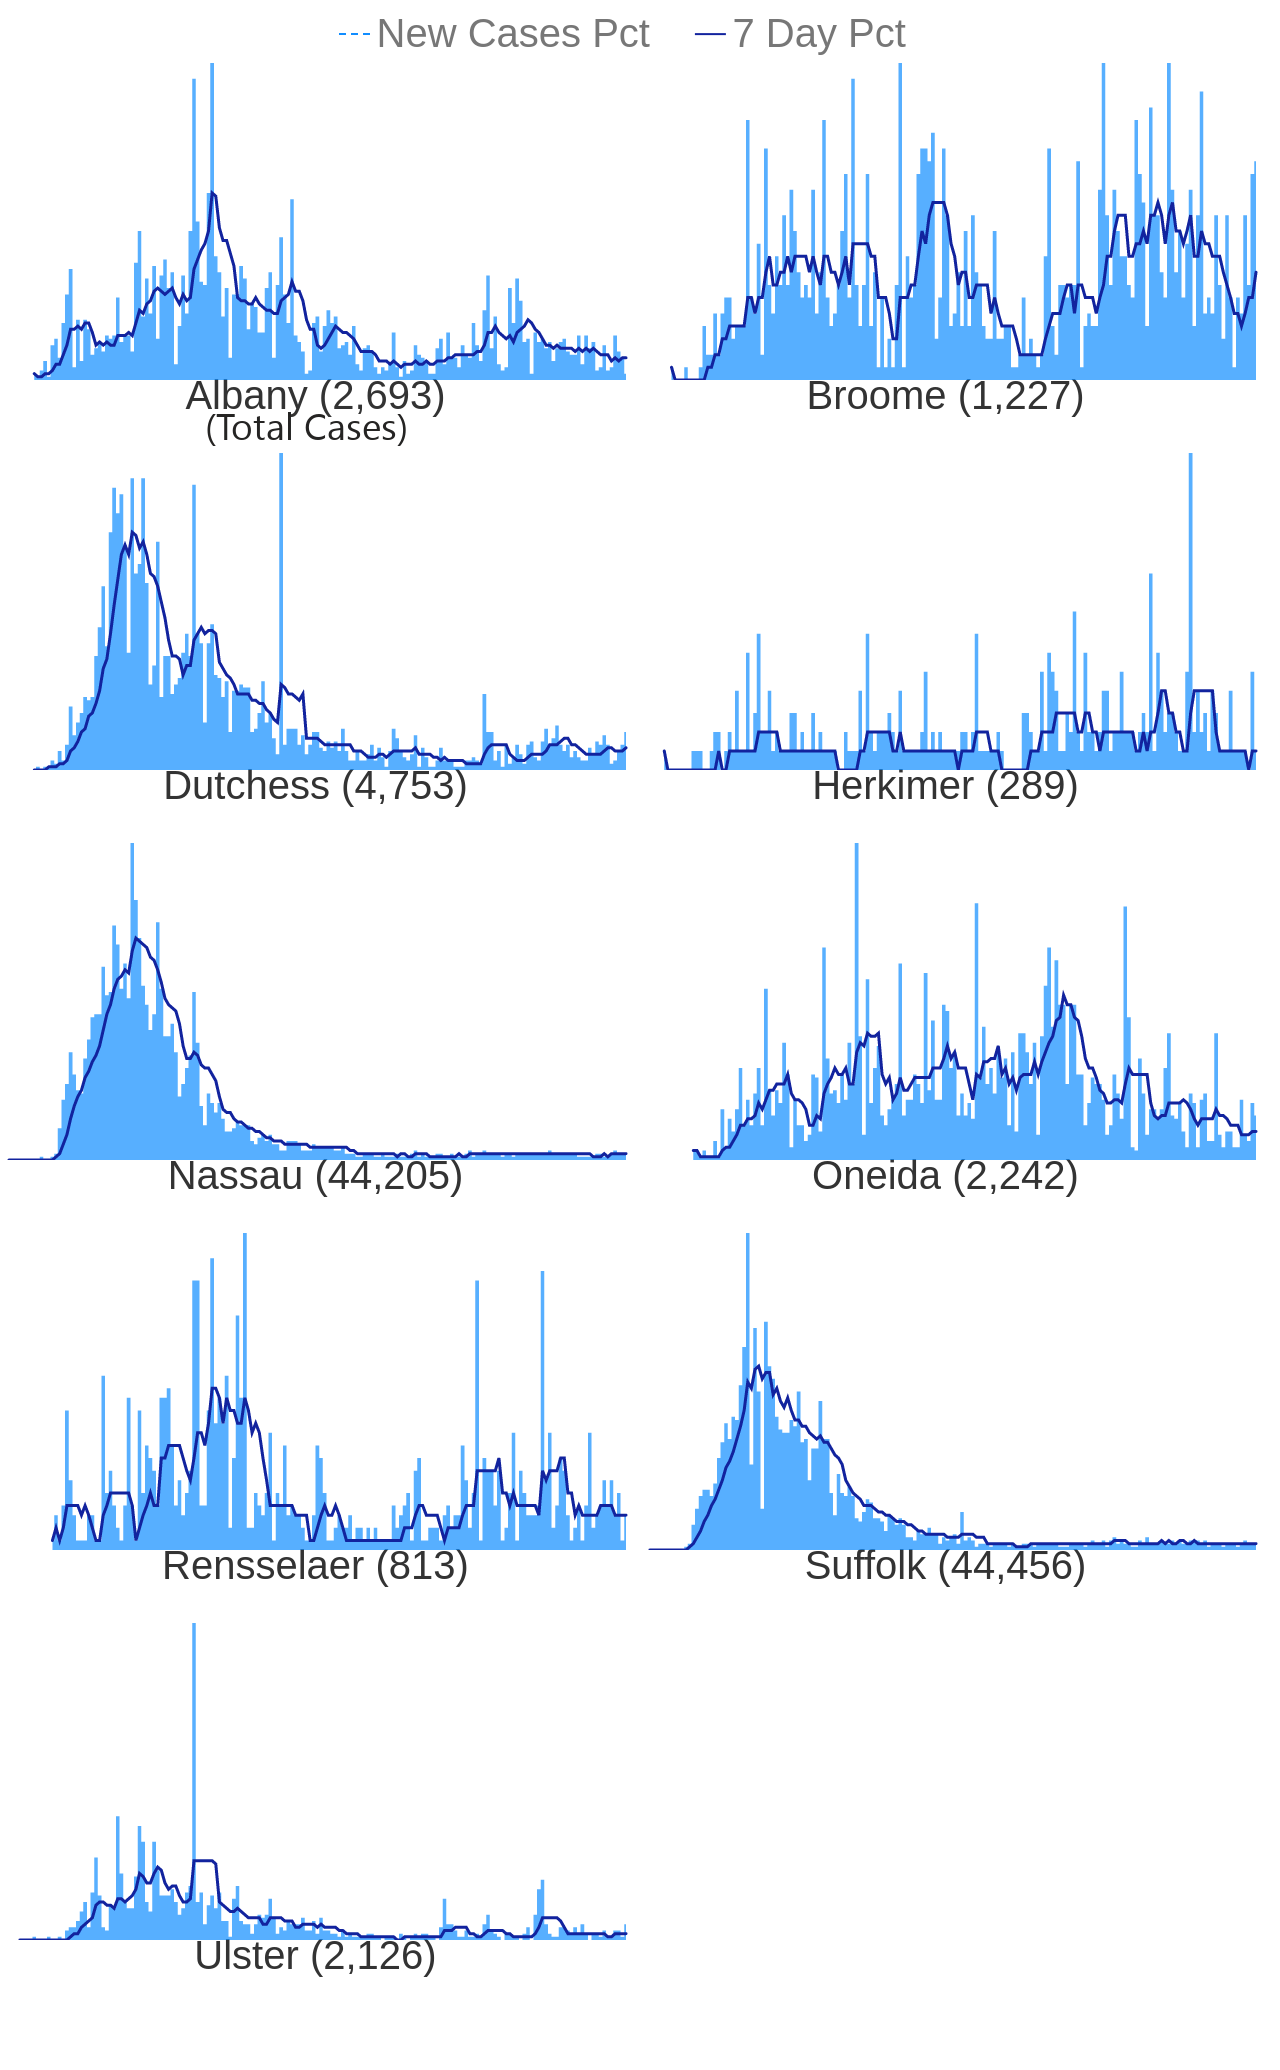 New Cases Pct 7 Day Pct
Albany (2,693) Broome (1,227)
(Total Cases)
Dutchess (4,753) Herkimer (289)
Nassau (44,205) Oneida (2,242)
Rensselaer (813) Suffolk (44,456)
Ulster (2,126)